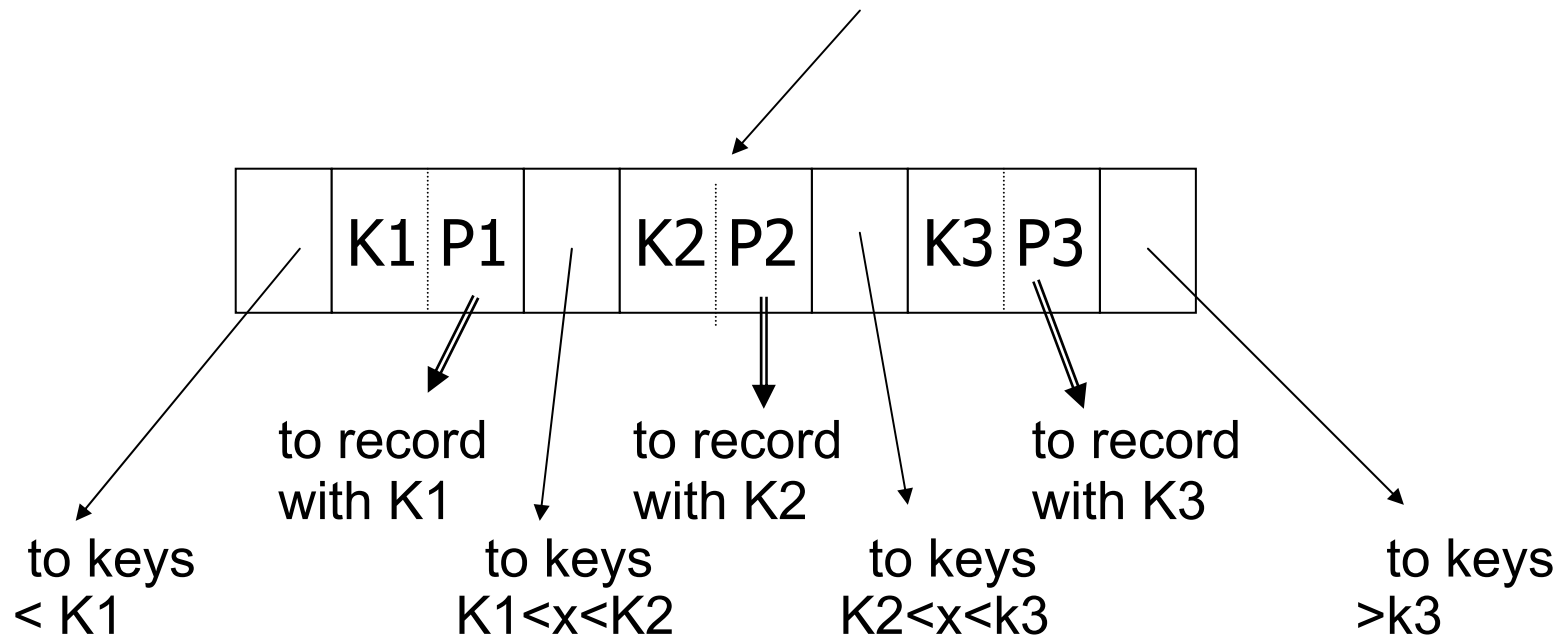 K1 P1 K2 P2 K3 P3
to record
with K1
to record
with K2
to record
with K3
to keys
< K1
to keys
K1<x<K2
to keys
K2<x<k3
to keys
>k3